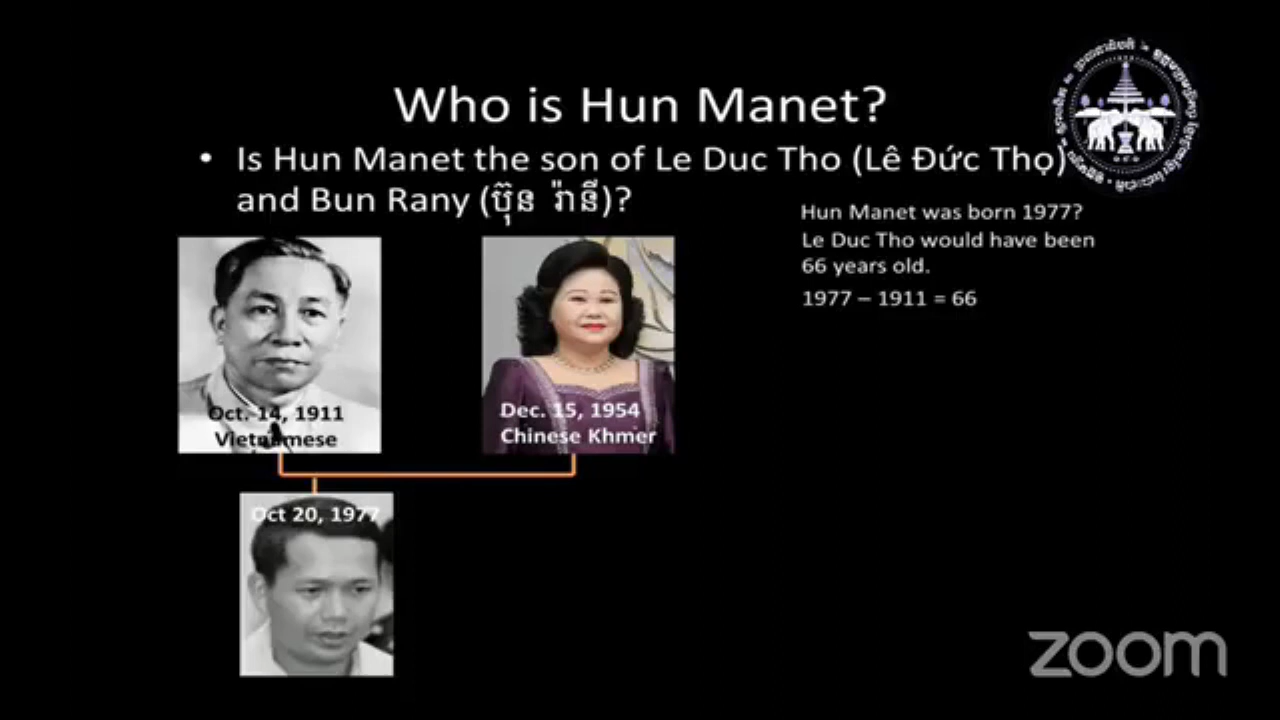 Who is Hun Manet?
• Is Hun Manet the son of Le Duc Tho (Lê Đức Thọ)
and Bun Rany (ប៊ុន រ៉ានី)?
Hun Manet was born 1977?
Le Duc Tho would have been
66 years old.
1977 – 1911 = 66
Oct. 14, 1911
Vietnamese
Dec. 15, 1954
Chinese Khmer
Oct 20, 1977
zoom